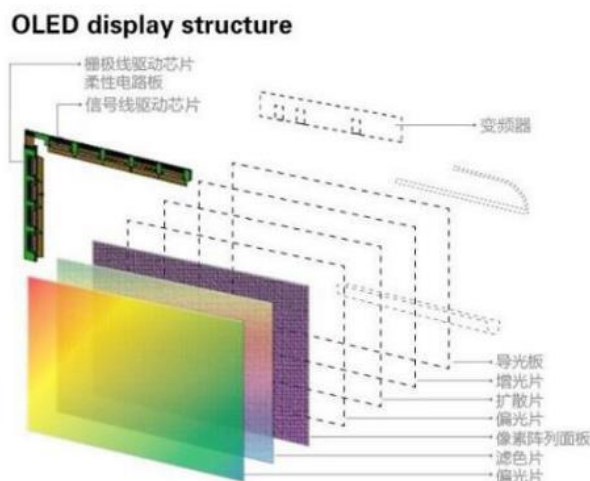 OLED display structure
栅极线驱动芯片
柔性电路板
信号线驱动芯片
变频器
导光板
增光片
扩散片
偏光片
像素阵列面板
滤色片
偏光片